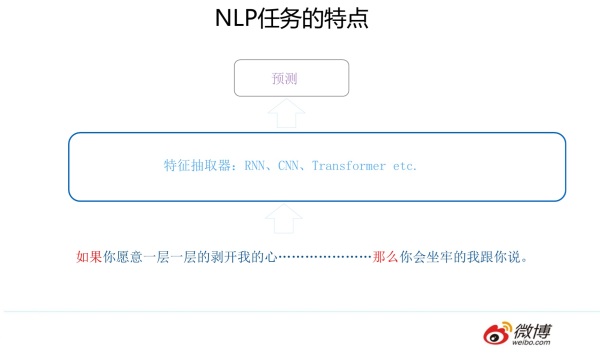 NLP任务的特点
预测
特征抽取器：RNN、CNN、Transformer etc.
如果你愿意一层一层的剥开我的心…………………那么你会坐牢的我跟你说。
微博
weibo.com